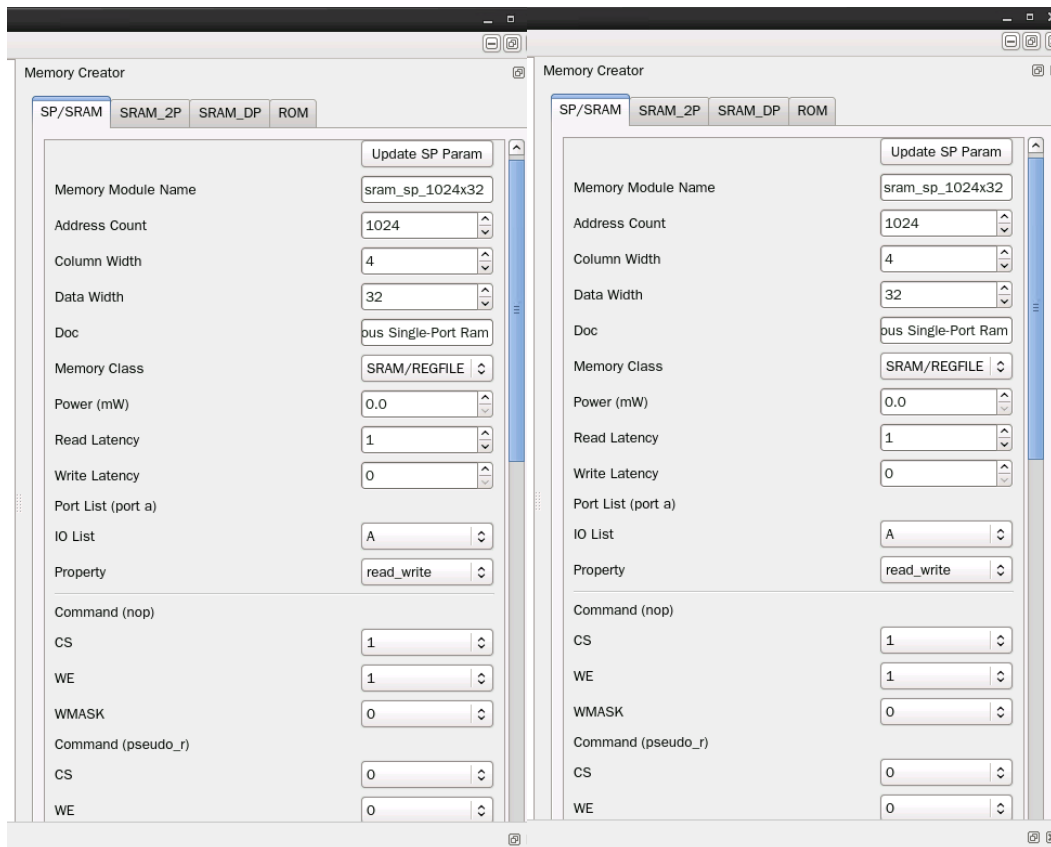 Memory Creator
SP/SRAM SRAM_2P SRAM_DP ROM
Update SP Param
Memory Module Name sram_sp_1024x32
Address Count 1024
Column Width 4
Data Width 32
Doc ous Single-Port Ram
Memory Class SRAM/REGFILE
Power (mW) 0.0
Read Latency 1
Write Latency 0
Port List (port a)
IO List A
Property read_write
Command (nop)
CS 1
WE 1
WMASK 0
Command (pseudo_r)
CS 0
WE 0
Memory Creator
SP/SRAM SRAM_2P SRAM_DP ROM
Update SP Param
Memory Module Name sram_sp_1024x32
Address Count 1024
Column Width 4
Data Width 32
Doc ous Single-Port Ram
Memory Class SRAM/REGFILE
Power (mW) 0.0
Read Latency 1
Write Latency 0
Port List (port a)
IO List A
Property read_write
Command (nop)
CS 1
WE 1
WMASK 0
Command (pseudo_r)
CS 0
WE 0